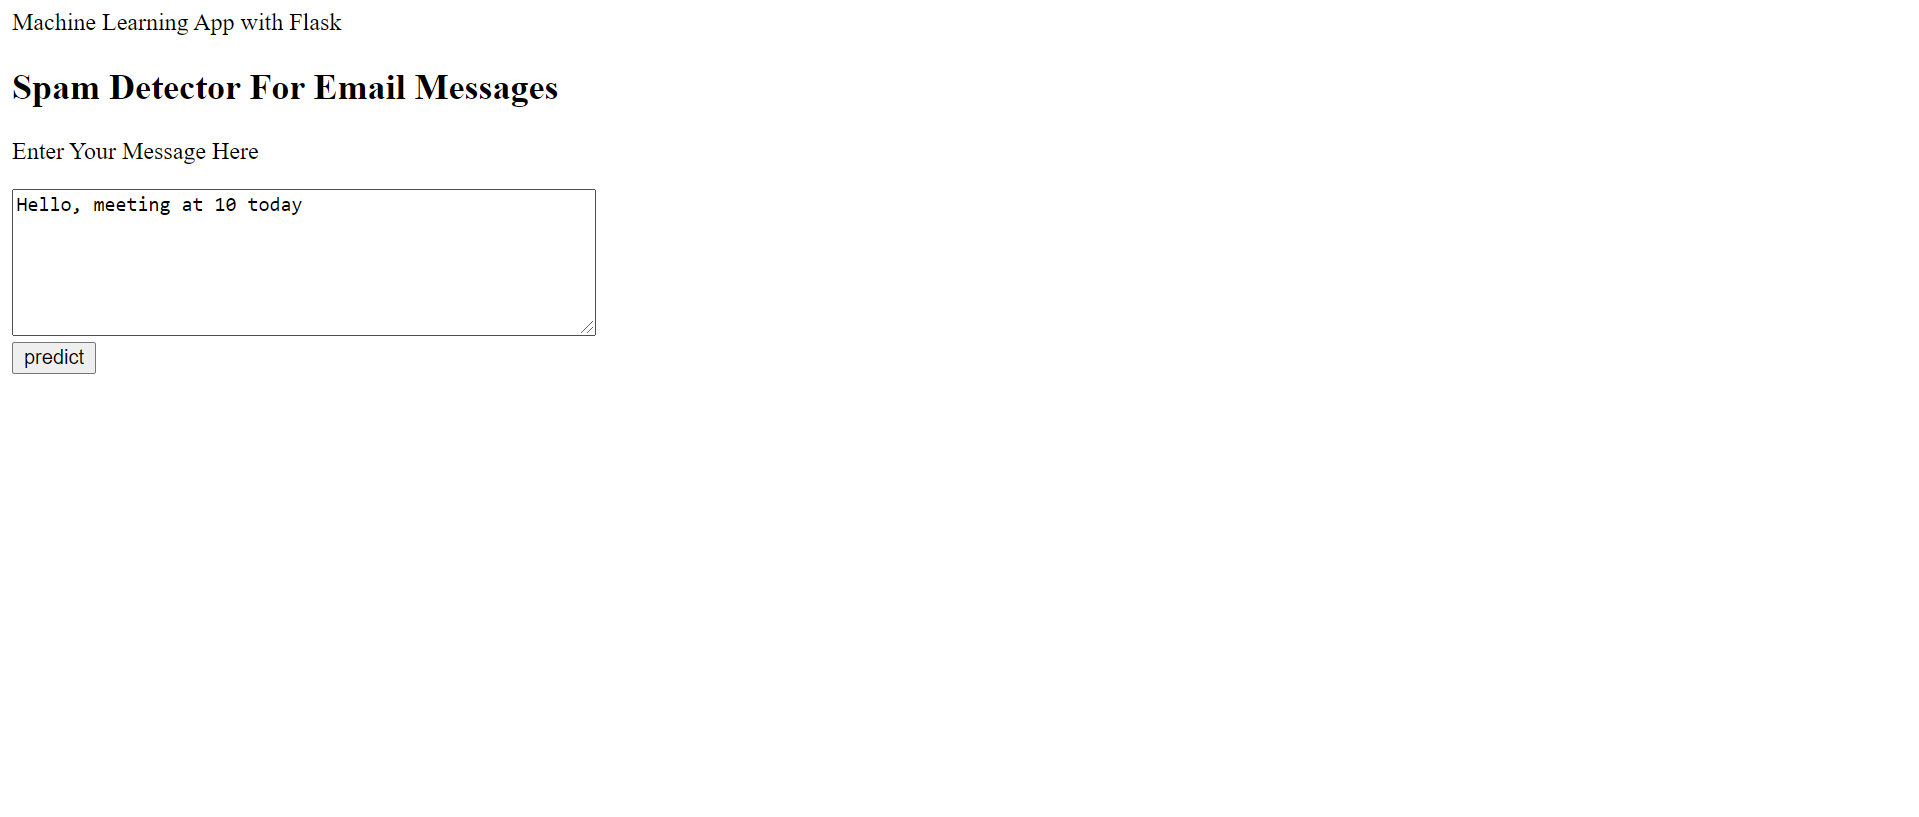 Machine Learning App with Flask
Spam Detector For Email Messages
Enter Your Message Here
Hello, meeting at 10 today
predict